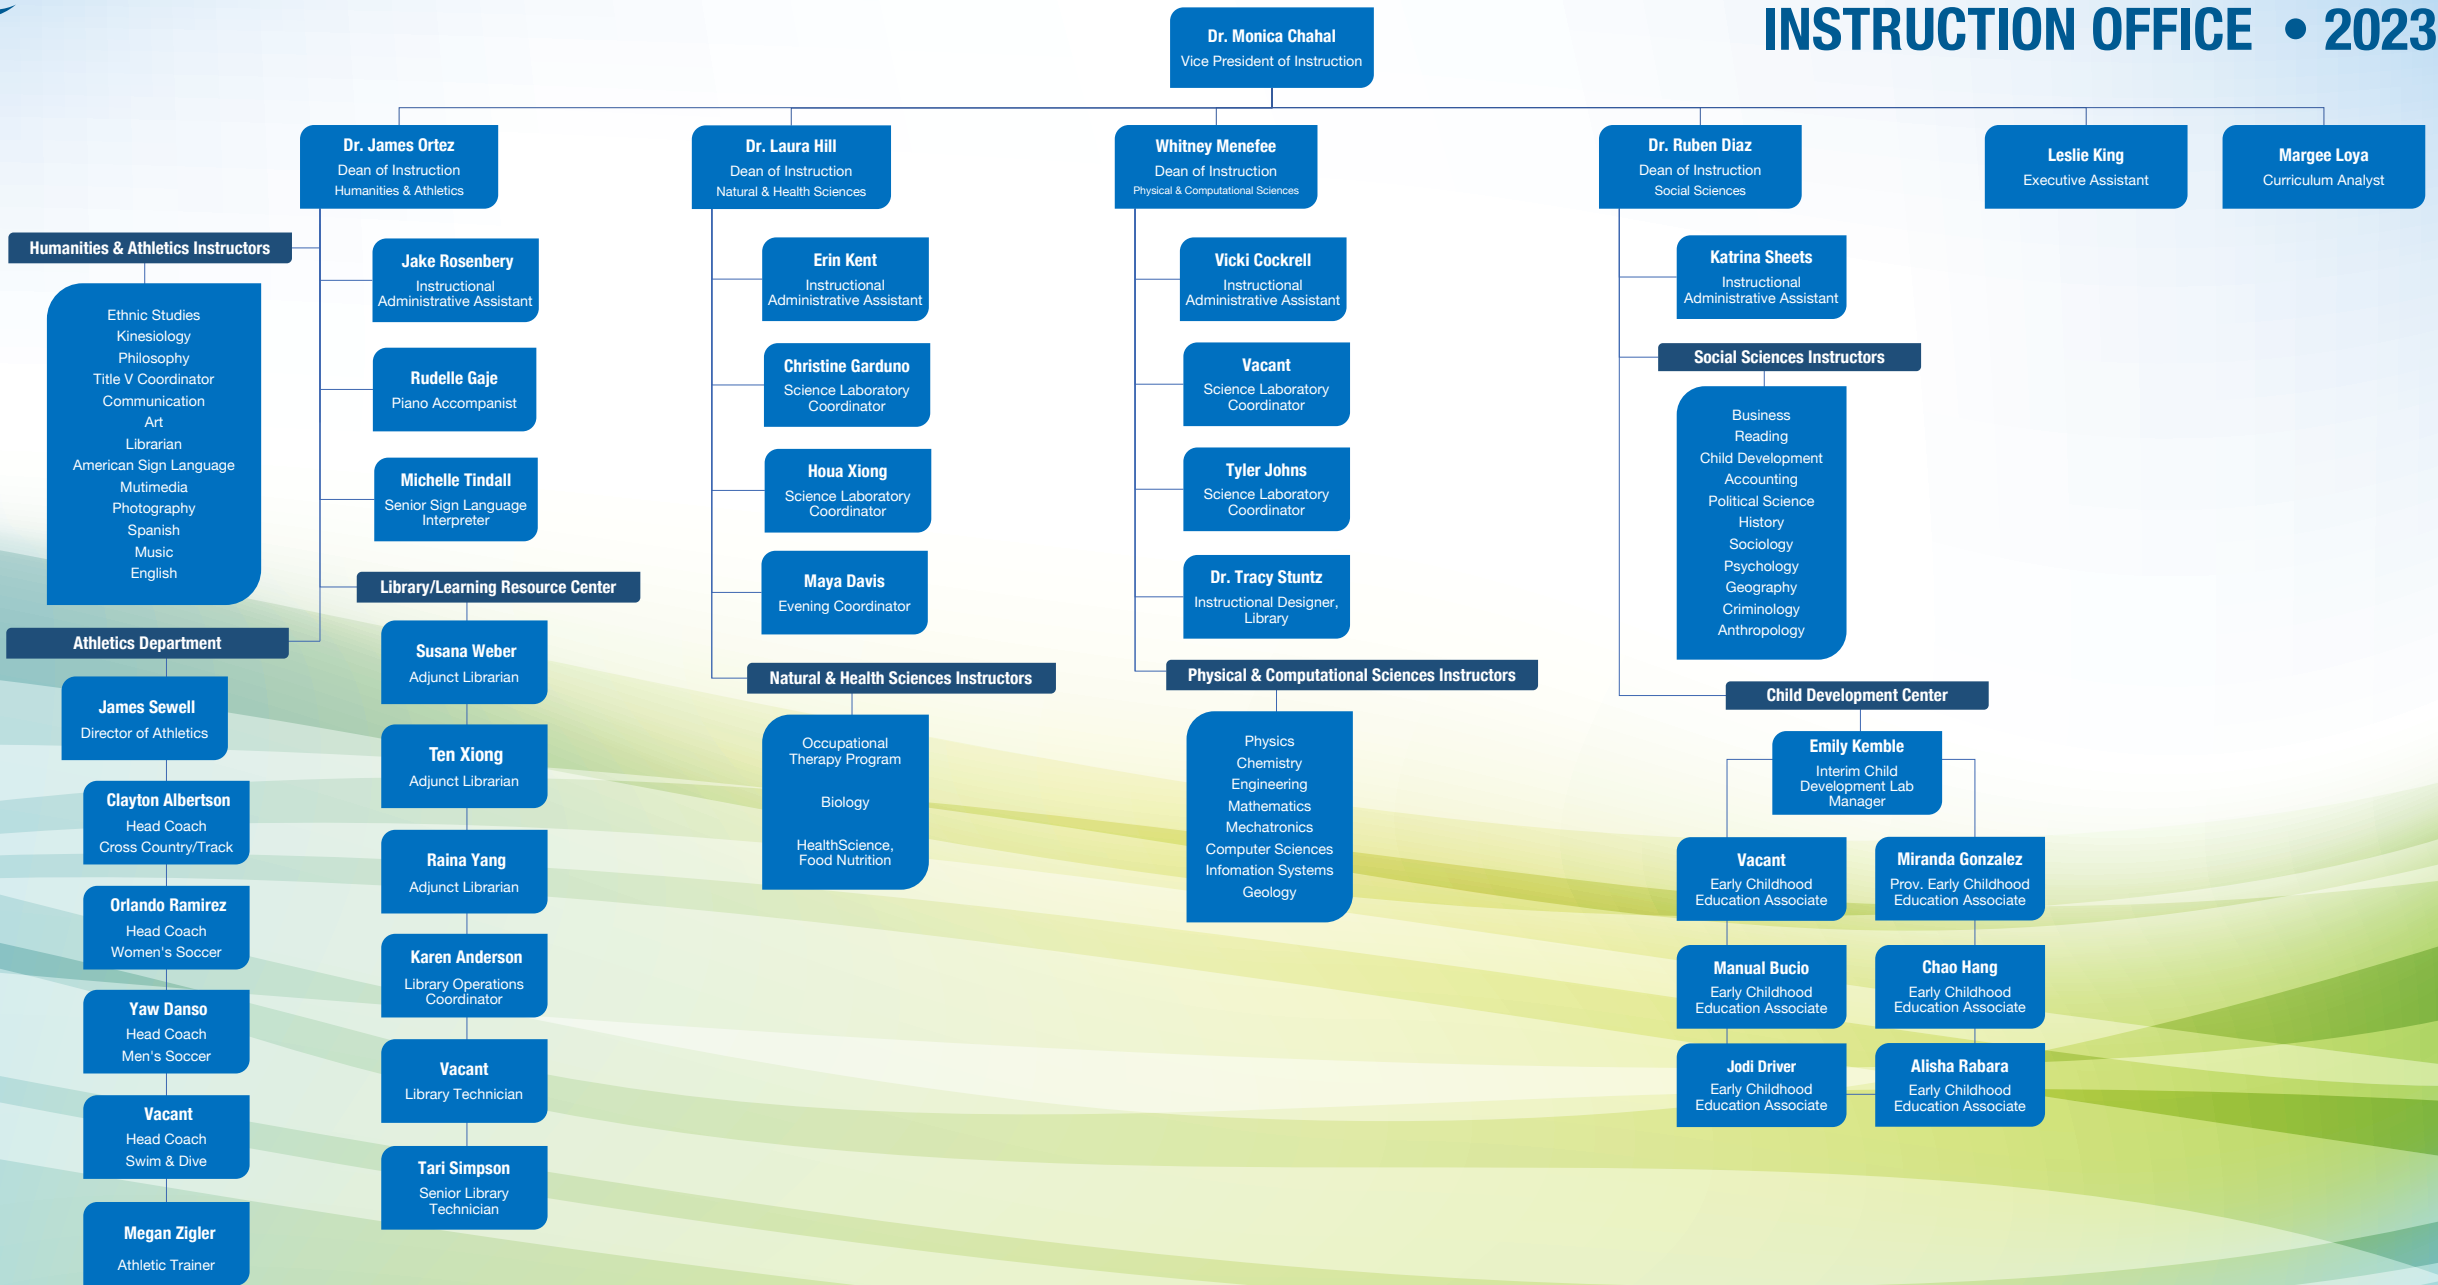 INSTRUCTION OFFICE • 2023
Dr. Monica Chahal
Vice President of Instruction
Dr. James Ortez
Dean of Instruction
Humanities & Athletics
Dr. Laura Hill
Dean of Instruction
Natural & Health Sciences
Whitney Menefee
Dean of Instruction
Physical & Computational Sciences
Dr. Ruben Diaz
Dean of Instruction
Social Sciences
Leslie King
Executive Assistant
Margee Loya
Curriculum Analyst
Humanities & Athletics Instructors
Ethnic Studies
Kinesiology
Philosophy
Title V Coordinator
Communication
Art
Librarian
American Sign Language
Mutimedia
Photography
Spanish
Music
English
Athletics Department
James Sewell
Director of Athletics
Clayton Albertson
Head Coach
Cross Country/Track
Orlando Ramirez
Head Coach
Women's Soccer
Yaw Danso
Head Coach
Men's Soccer
Vacant
Head Coach
Swim & Dive
Megan Zigler
Athletic Trainer
Jake Rosenbery
Instructional
Administrative Assistant
Rudelle Gaje
Piano Accompanist
Michelle Tindall
Senior Sign Language
Interpreter
Library/Learning Resource Center
Susana Weber
Adjunct Librarian
Ten Xiong
Adjunct Librarian
Raina Yang
Adjunct Librarian
Karen Anderson
Library Operations
Coordinator
Vacant
Library Technician
Tari Simpson
Senior Library
Technician
Erin Kent
Instructional
Administrative Assistant
Christine Garduno
Science Laboratory
Coordinator
Houa Xiong
Science Laboratory
Coordinator
Maya Davis
Evening Coordinator
Natural & Health Sciences Instructors
Occupational
Therapy Program
Biology
HealthScience,
Food Nutrition
Vicki Cockrell
Instructional
Administrative Assistant
Vacant
Science Laboratory
Coordinator
Tyler Johns
Science Laboratory
Coordinator
Dr. Tracy Stuntz
Instructional Designer,
Library
Physical & Computational Sciences Instructors
Physics
Chemistry
Engineering
Mathematics
Mechatronics
Computer Sciences
Infomation Systems
Geology
Katrina Sheets
Instructional
Administrative Assistant
Social Sciences Instructors
Business
Reading
Child Development
Accounting
Political Science
History
Sociology
Psychology
Geography
Criminology
Anthropology
Child Development Center
Emily Kemble
Interim Child
Development Lab
Manager
Vacant
Early Childhood
Education Associate
Manual Bucio
Early Childhood
Education Associate
Jodi Driver
Early Childhood
Education Associate
Miranda Gonzalez
Prov. Early Childhood
Education Associate
Chao Hang
Early Childhood
Education Associate
Alisha Rabara
Early Childhood
Education Associate